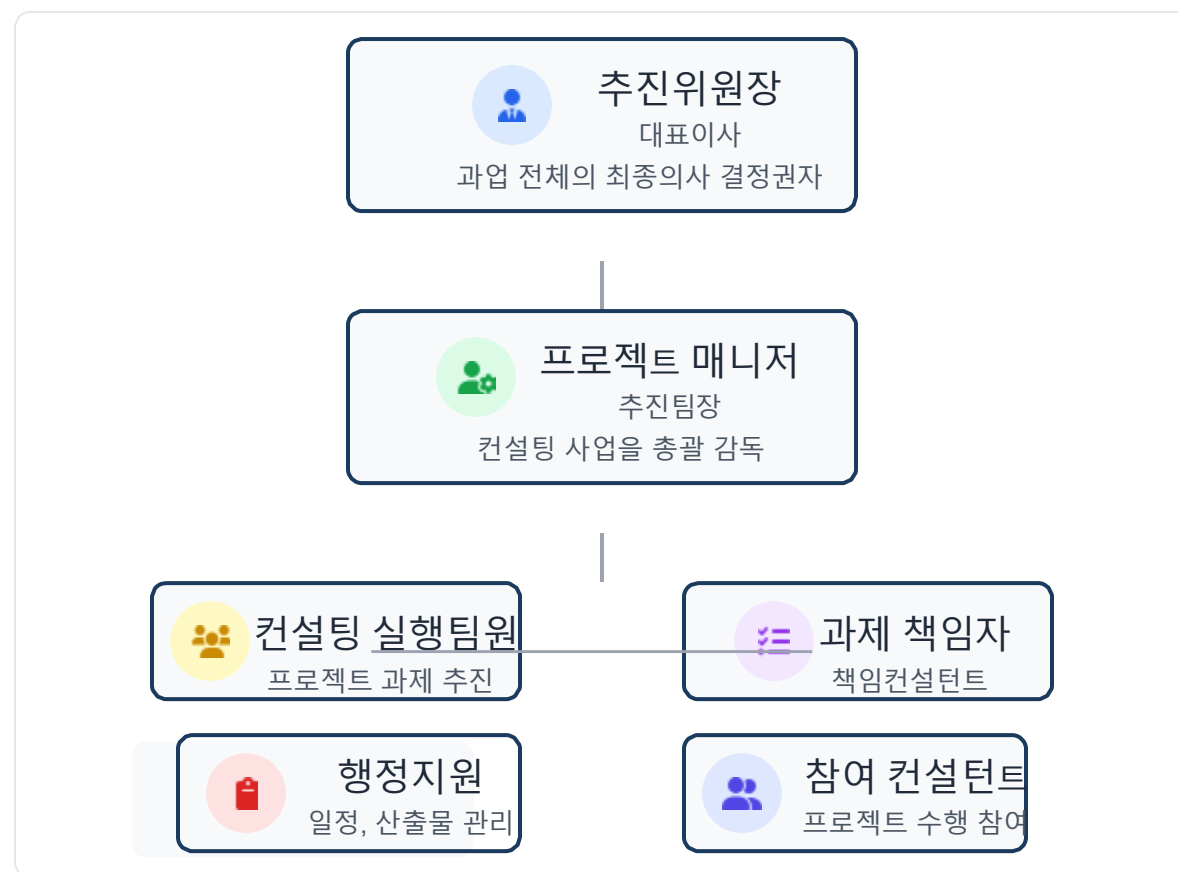 추진위원장
대표이사
과업 전체의 최종의사 결정권자
프로젝트 매니저
추진팀장
컨설팅 사업을 총괄 감독
컨설팅 실행팀원
프로젝트 과제 추진
과제 책임자
책임컨설턴트
행정지원
일정, 산출물 관리
참여 컨설턴트
프로젝트 수행 참여